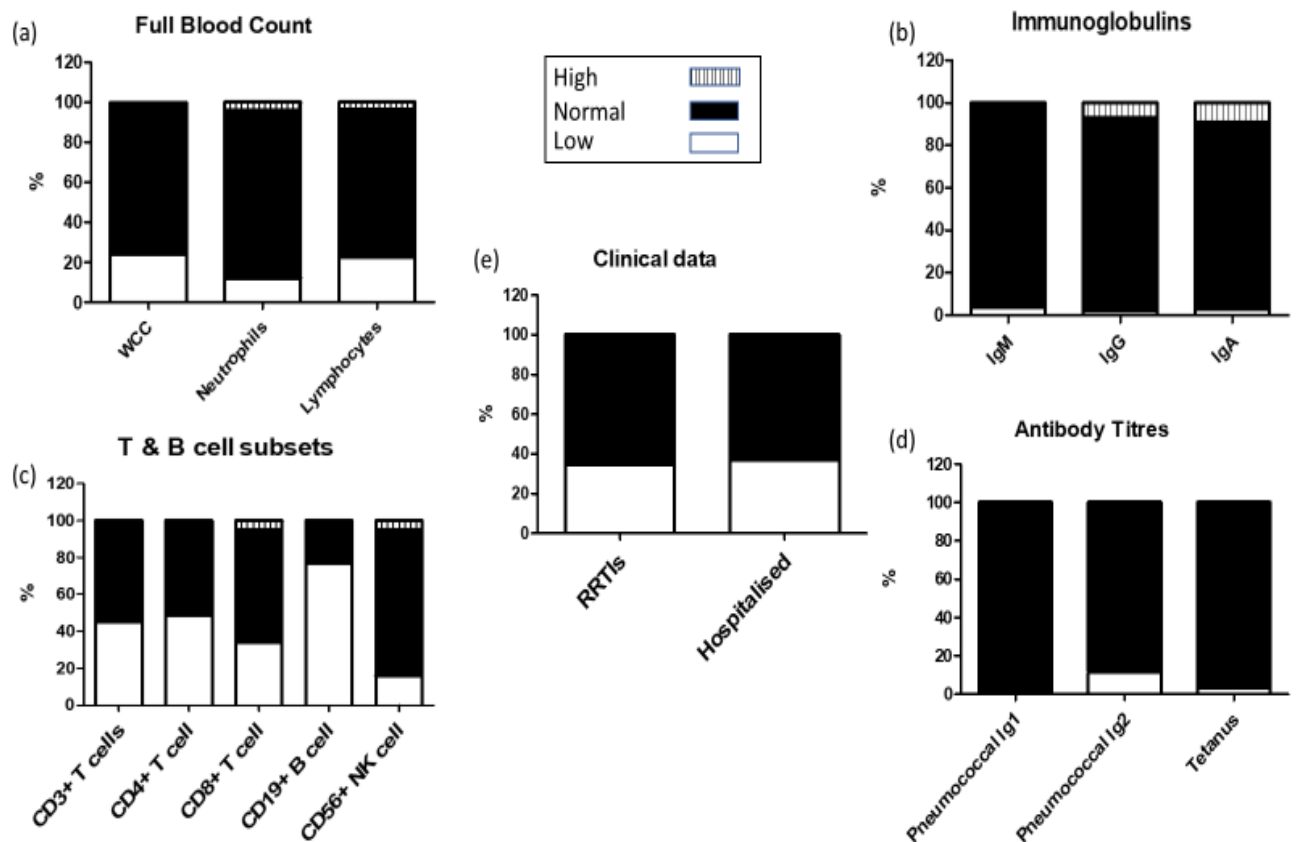 (a)
Full Blood Count
120
100
80
60
40
20
0
%
WCC
Neutrophils
Lymphocytes
High
Normal
Low
(b)
Immunoglobulins
120
100
80
60
40
20
0
%
IgM
IgG
IgA
(e)
Clinical data
120
100
80
60
40
20
0
%
RRTIs
Hospitalised
(c)
T & B cell subsets
120
100
80
60
40
20
0
%
CD3+ T cells
CD4+ T cell
CD8+ T cell
CD19+ B cell
CD56+ NK cell
(d)
Antibody Titres
120
100
80
60
40
20
0
%
Pneumococcal Ig1
Pneumococcal Ig2
Tetanus